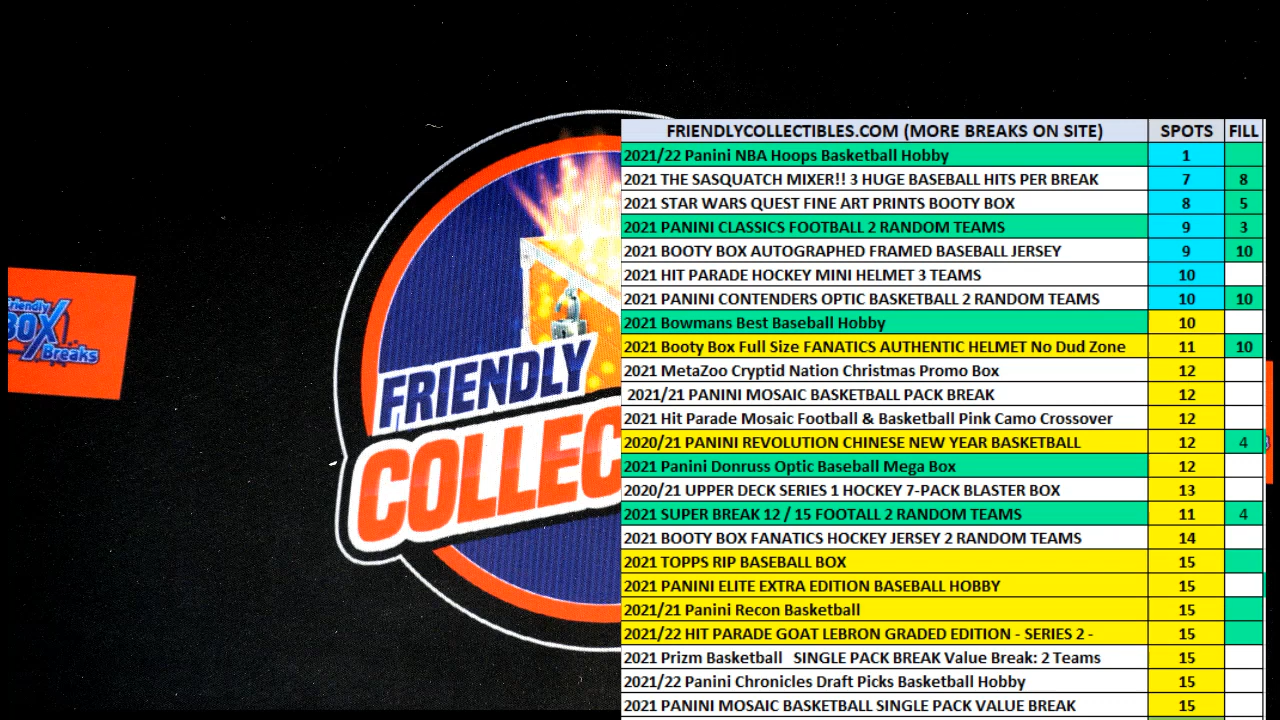 friendly
BOX
Breaks
FRIENDLY
COLLEC
FRIENDLYCOLLECTIBLES.COM (MORE BREAKS ON SITE) SPOTS FILL
2021/22 Panini NBA Hoops Basketball Hobby 1
2021 THE SASQUATCH MIXER!! 3 HUGE BASEBALL HITS PER BREAK 7 8
2021 STAR WARS QUEST FINE ART PRINTS BOOTY BOX 8 5
2021 PANINI CLASSICS FOOTBALL 2 RANDOM TEAMS 9 3
2021 BOOTY BOX AUTOGRAPHED FRAMED BASEBALL JERSEY 9 10
2021 HIT PARADE HOCKEY MINI HELMET 3 TEAMS 10
2021 PANINI CONTENDERS OPTIC BASKETBALL 2 RANDOM TEAMS 10 10
2021 Bowmans Best Baseball Hobby 10
2021 Booty Box Full Size FANATICS AUTHENTIC HELMET No Dud Zone 11 10
2021 MetaZoo Cryptid Nation Christmas Promo Box 12
2021/21 PANINI MOSAIC BASKETBALL PACK BREAK 12
2021 Hit Parade Mosaic Football & Basketball Pink Camo Crossover 12
2020/21 PANINI REVOLUTION CHINESE NEW YEAR BASKETBALL 12 4
2021 Panini Donruss Optic Baseball Mega Box 12
2020/21 UPPER DECK SERIES 1 HOCKEY 7-PACK BLASTER BOX 13
2021 SUPER BREAK 12 / 15 FOOTALL 2 RANDOM TEAMS 11 4
2021 BOOTY BOX FANATICS HOCKEY JERSEY 2 RANDOM TEAMS 14
2021 TOPPS RIP BASEBALL BOX 15
2021 PANINI ELITE EXTRA EDITION BASEBALL HOBBY 15
2021/21 Panini Recon Basketball 15
2021/22 HIT PARADE GOAT LEBRON GRADED EDITION - SERIES 2 - 15
2021 Prizm Basketball SINGLE PACK BREAK Value Break: 2 Teams 15
2021/22 Panini Chronicles Draft Picks Basketball Hobby 15
2021 PANINI MOSAIC BASKETBALL SINGLE PACK VALUE BREAK 15